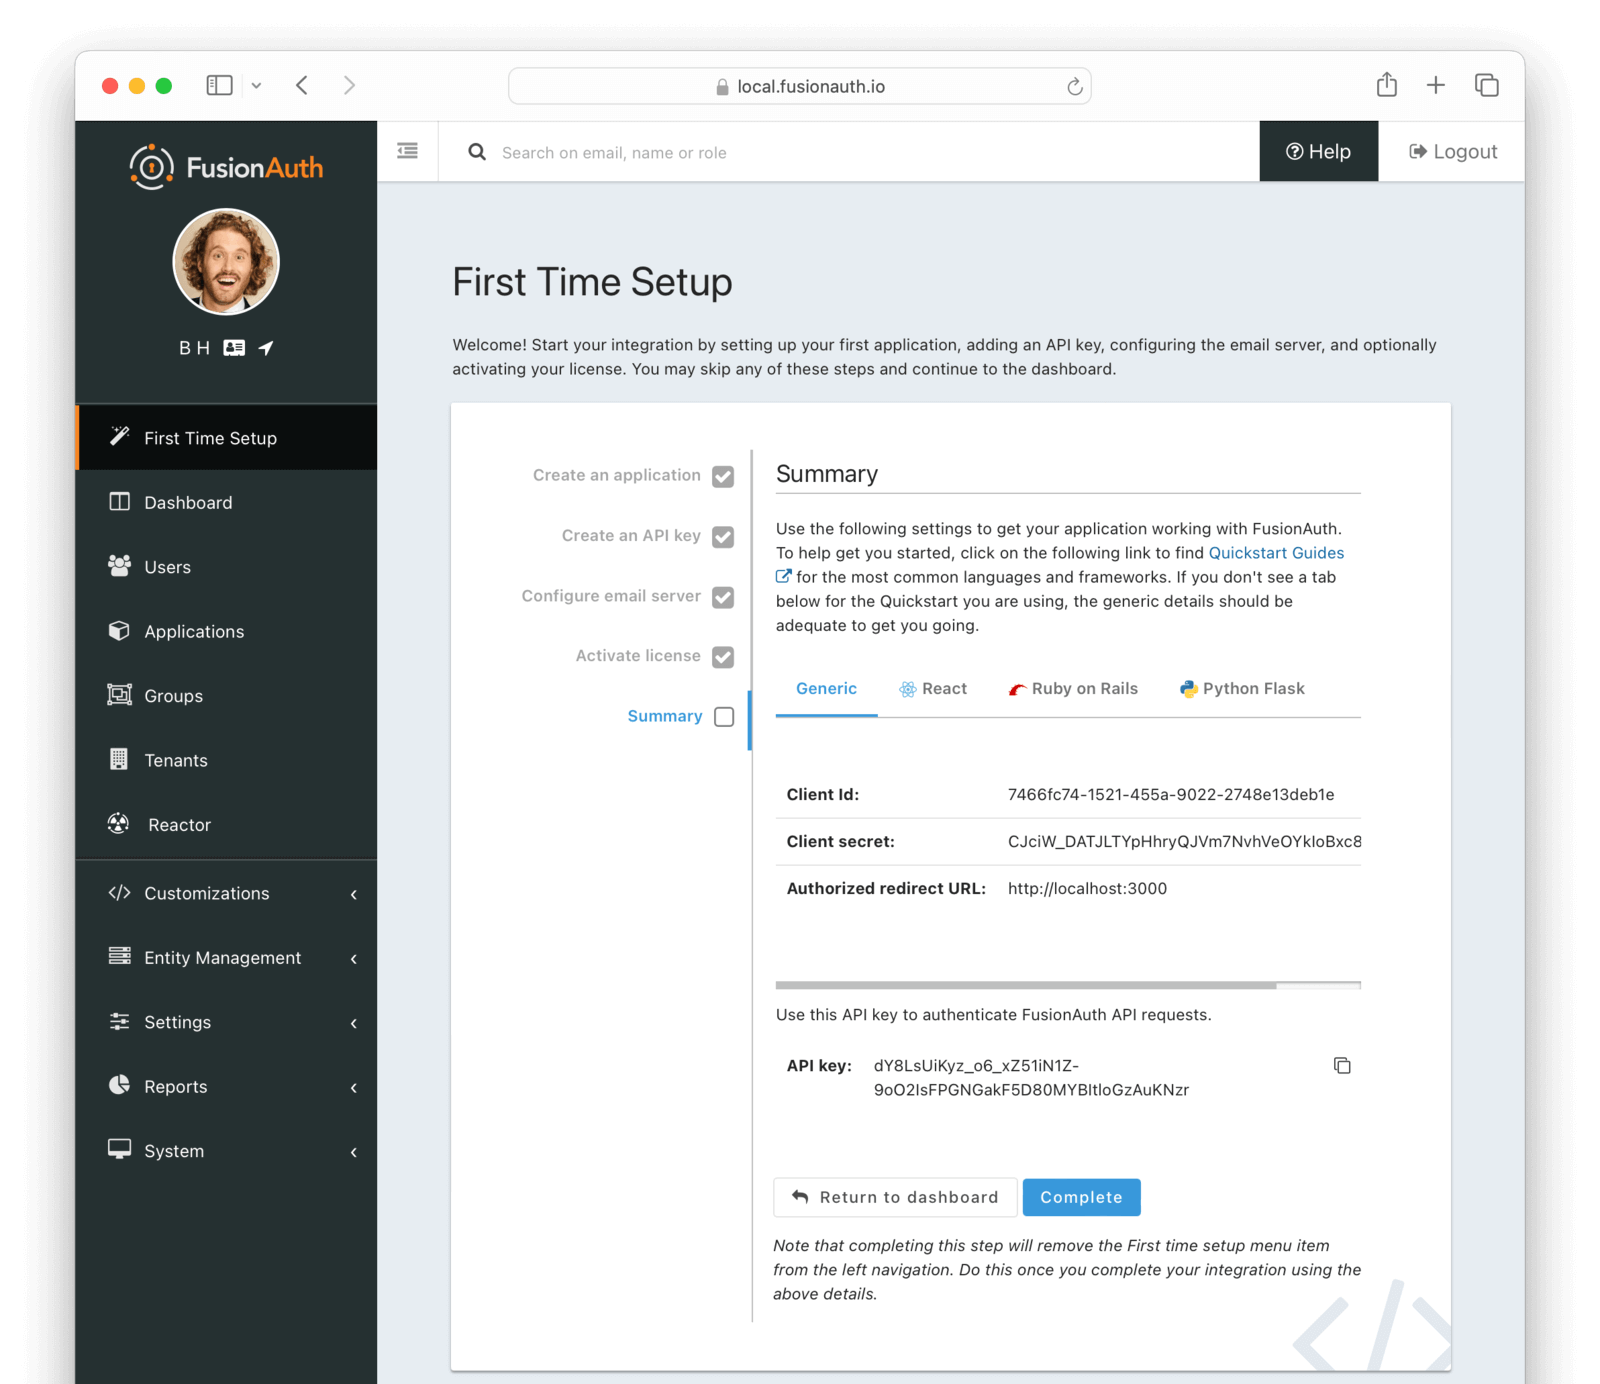 local.fusionauth.io
FusionAuth
Search on email, name or role
Help
Logout
B H
First Time Setup
Dashboard
Users
Applications
Groups
Tenants
Reactor
Customizations
Entity Management
Settings
Reports
System
First Time Setup
Welcome! Start your integration by setting up your first application, adding an API key, configuring the email server, and optionally
activating your license. You may skip any of these steps and continue to the dashboard.
Create an application
Create an API key
Configure email server
Activate license
Summary
Summary
Use the following settings to get your application working with FusionAuth.
To help get you started, click on the following link to find Quickstart Guides
for the most common languages and frameworks. If you don't see a tab
below for the Quickstart you are using, the generic details should be
adequate to get you going.
Generic React Ruby on Rails Python Flask
Client Id: 7466fc74-1521-455a-9022-2748e13deb1e
Client secret: CJciW_DATJLTYpHhryQJVm7NvhVeOYkIoBxc8
Authorized redirect URL: http://localhost:3000
Use this API key to authenticate FusionAuth API requests.
API key: dY8LsUiKyz_o6_xZ51iN1Z-
9oO2IsFPGNGakF5D80MYBItloGzAuKNzr
Return to dashboard
Complete
Note that completing this step will remove the First time setup menu item
from the left navigation. Do this once you complete your integration using the
above details.